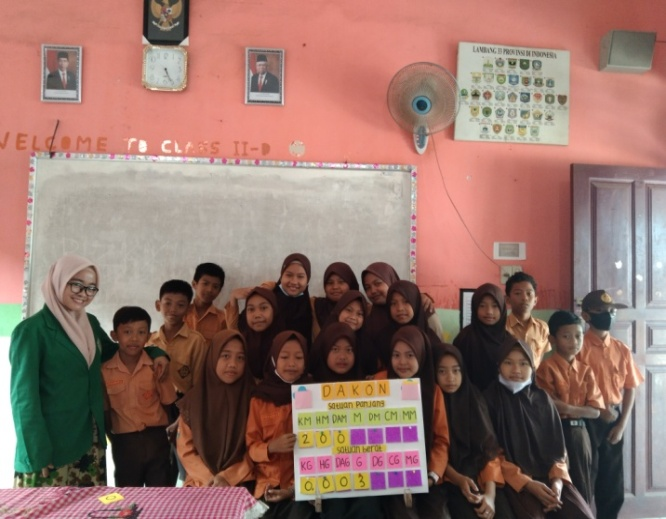 LAMBANG 33 PROVINSI DI INDONESIA
WELCOME TO CLASS II-D
DAKON
Satuan Panjang
KM HM DAM M DM CM MM
2 0 0
Satuan berat
KG HG DAG G DG CG MG
0 8 0 3